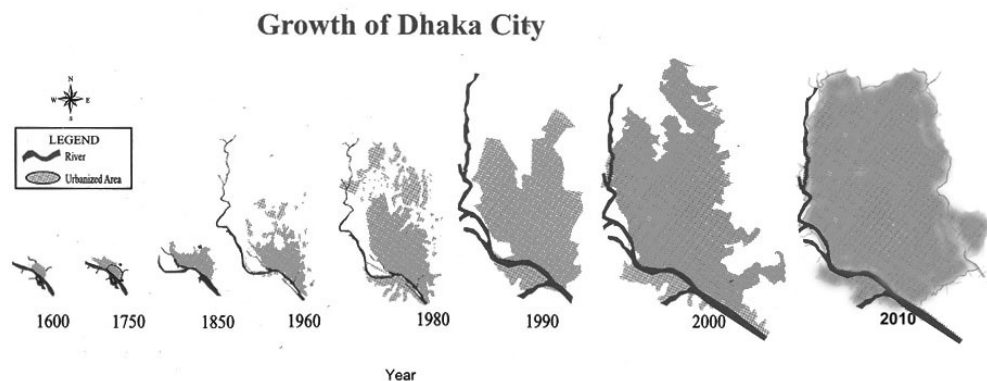 Growth of Dhaka City
N
W E
S
LEGEND
River
Urbanized Area
1600
1750
1850
1960
1980
1990
2000
2010
Year